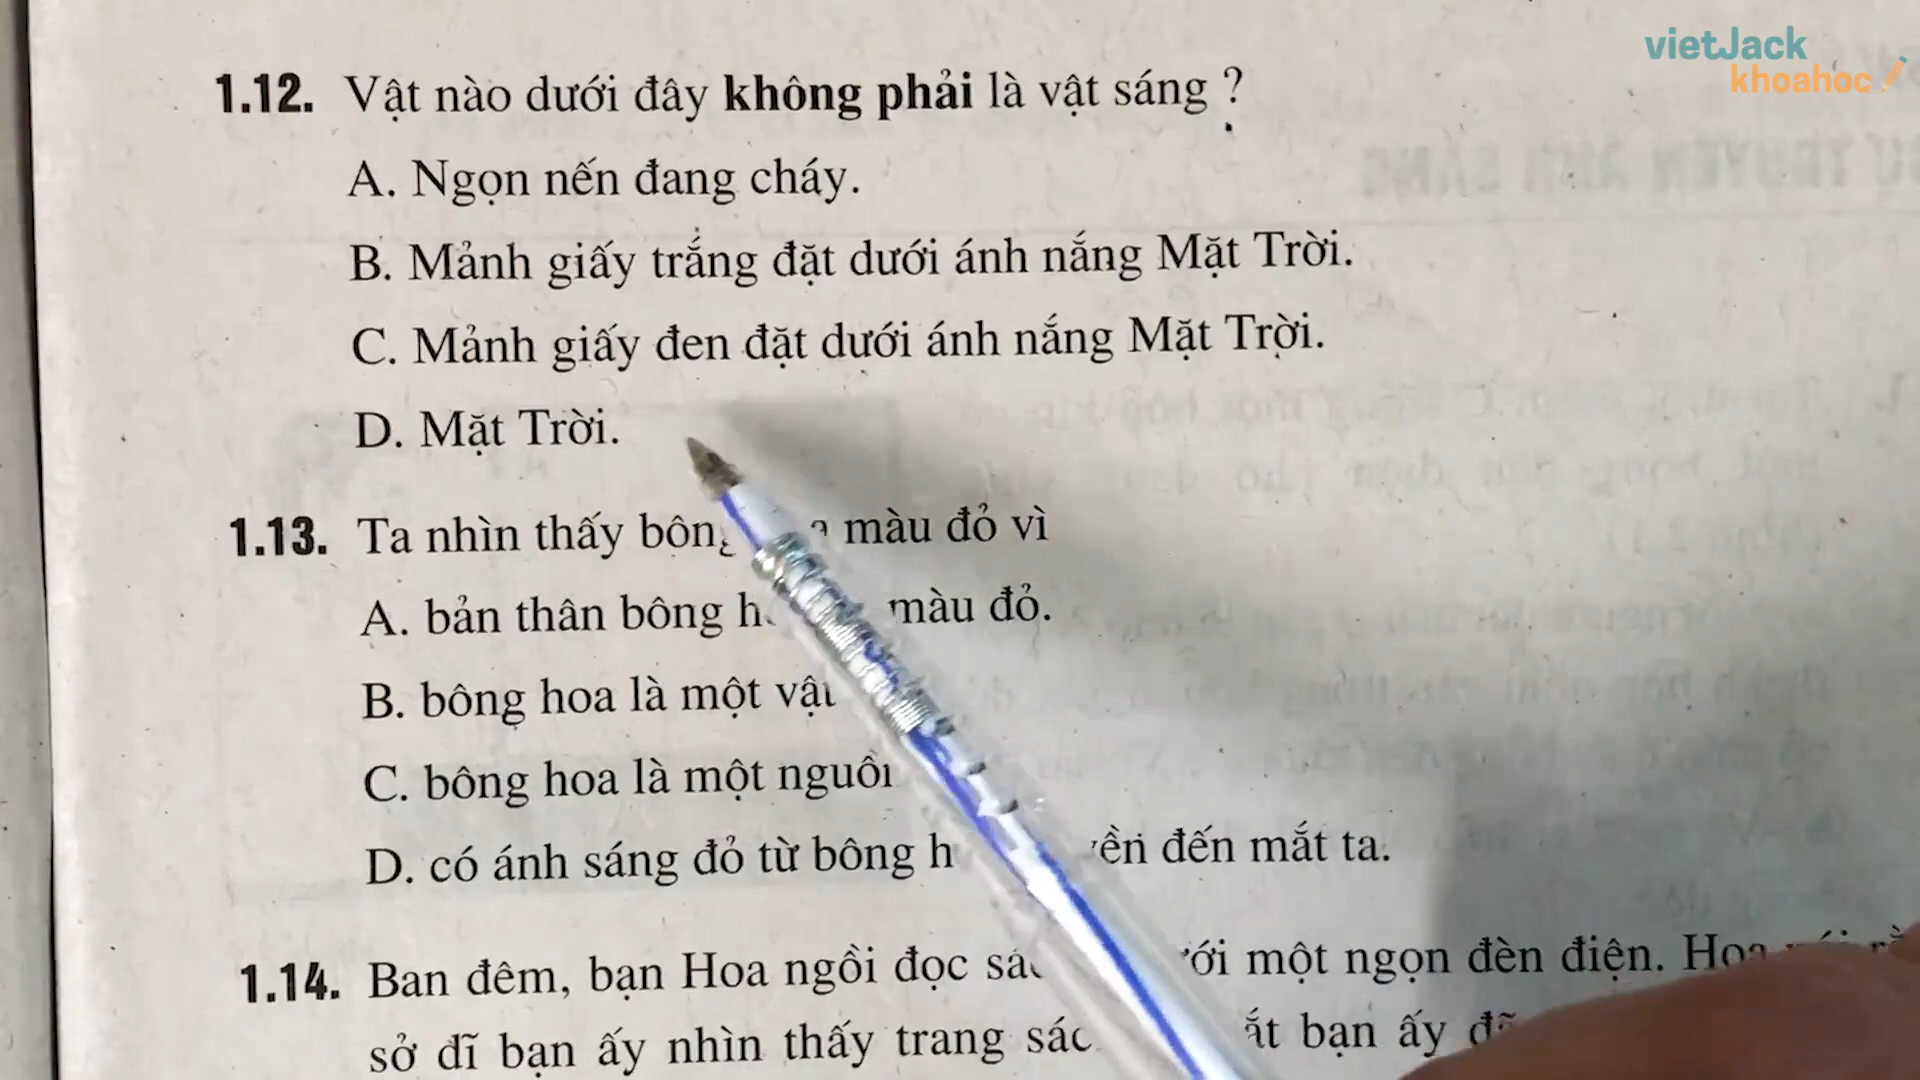 vietJack
khoahoc
1.12. Vật nào dưới đây không phải là vật sáng ?
A. Ngọn nến đang cháy.
B. Mảnh giấy trắng đặt dưới ánh nắng Mặt Trời.
C. Mảnh giấy đen đặt dưới ánh nắng Mặt Trời.
D. Mặt Trời.
1.13. Ta nhìn thấy màu đỏ vì
A. bản thân bông màu đỏ.
B. bông hoa là một
C. bông hoa là một
D. có ánh sáng đỏ từ bông đến mắt ta.
1.14. Ban đêm, bạn Hoa ngồi đọc một ngọn đèn điện.
sở dĩ bạn ấy nhìn thấy trang bạn ấy